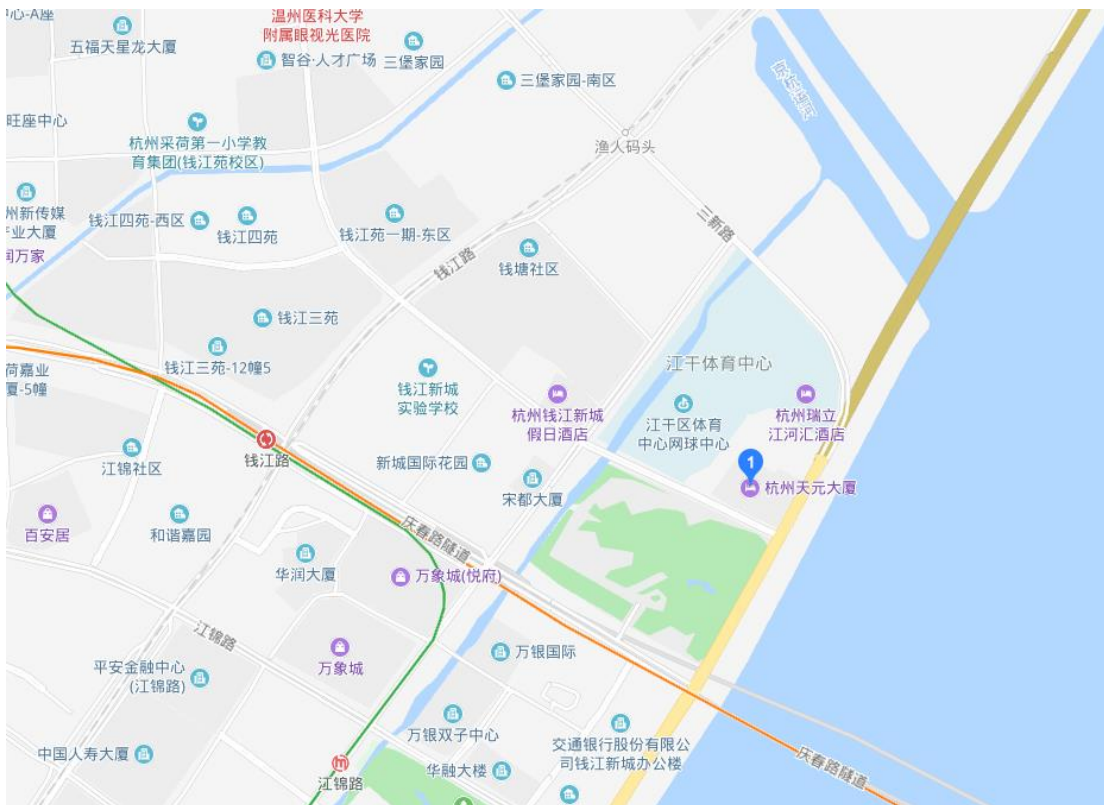 中心-A座
五福天星龙大厦
温州医科大学
附属眼视光医院
智谷·人才广场
三堡家园
三堡家园-南区
京杭运河
旺座中心
杭州采荷第一小学教
育集团(钱江苑校区)
渔人码头
州新传媒
产业大厦
润万家
钱江四苑-西区
钱江四苑
钱江苑一期-东区
三新路
钱江路
钱塘社区
钱江三苑
钱江三苑-12幢5
荷嘉业
厦-5幢
江干体育中心
钱江新城
实验学校
杭州钱江新城
假日酒店
江干区体育
中心网球中心
杭州瑞立
江河汇酒店
钱江路
江锦社区
新城国际花园
宋都大厦
1
杭州天元大厦
百安居
和谐嘉园
庆春路隧道
华润大厦
万象城(悦府)
江锦路
万象城
万银国际
平安金融中心
(江锦路)
万银双子中心
交通银行股份有限公
司钱江新城办公楼
庆春路隧道
中国人寿大厦
江锦路
华融大楼